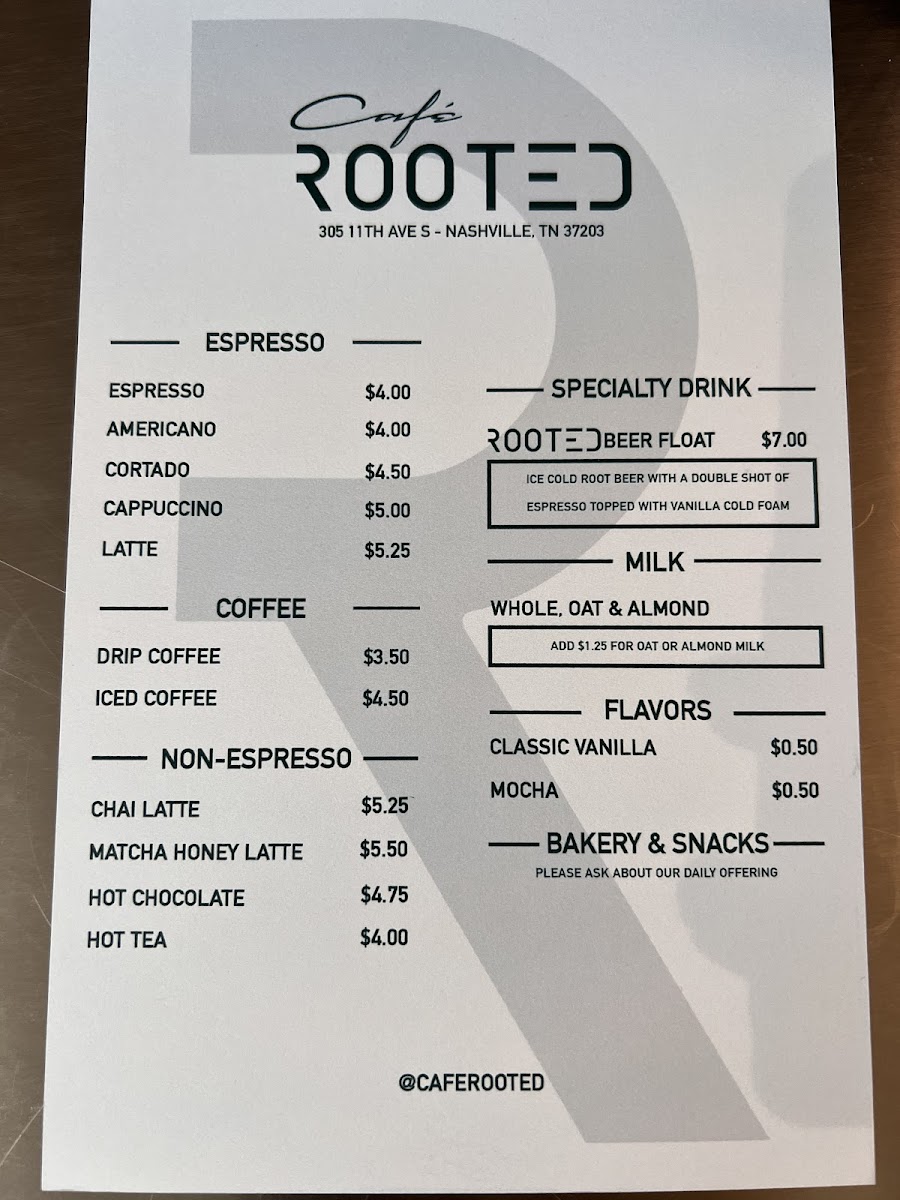 Café
ROOTED
305 11TH AVE S - NASHVILLE, TN 37203
ESPRESSO
ESPRESSO $4.00
AMERICANO $4.00
CORTADO $4.50
CAPPUCCINO $5.00
LATTE $5.25
COFFEE
DRIP COFFEE $3.50
ICED COFFEE $4.50
NON-ESPRESSO
CHAI LATTE $5.25
MATCHA HONEY LATTE $5.50
HOT CHOCOLATE $4.75
HOT TEA $4.00
SPECIALTY DRINK
ROOTED BEER FLOAT $7.00
ICE COLD ROOT BEER WITH A DOUBLE SHOT OF
ESPRESSO TOPPED WITH VANILLA COLD FOAM
MILK
WHOLE, OAT & ALMOND
ADD $1.25 FOR OAT OR ALMOND MILK
FLAVORS
CLASSIC VANILLA $0.50
MOCHA $0.50
BAKERY & SNACKS
PLEASE ASK ABOUT OUR DAILY OFFERING
@CAFEROOTED